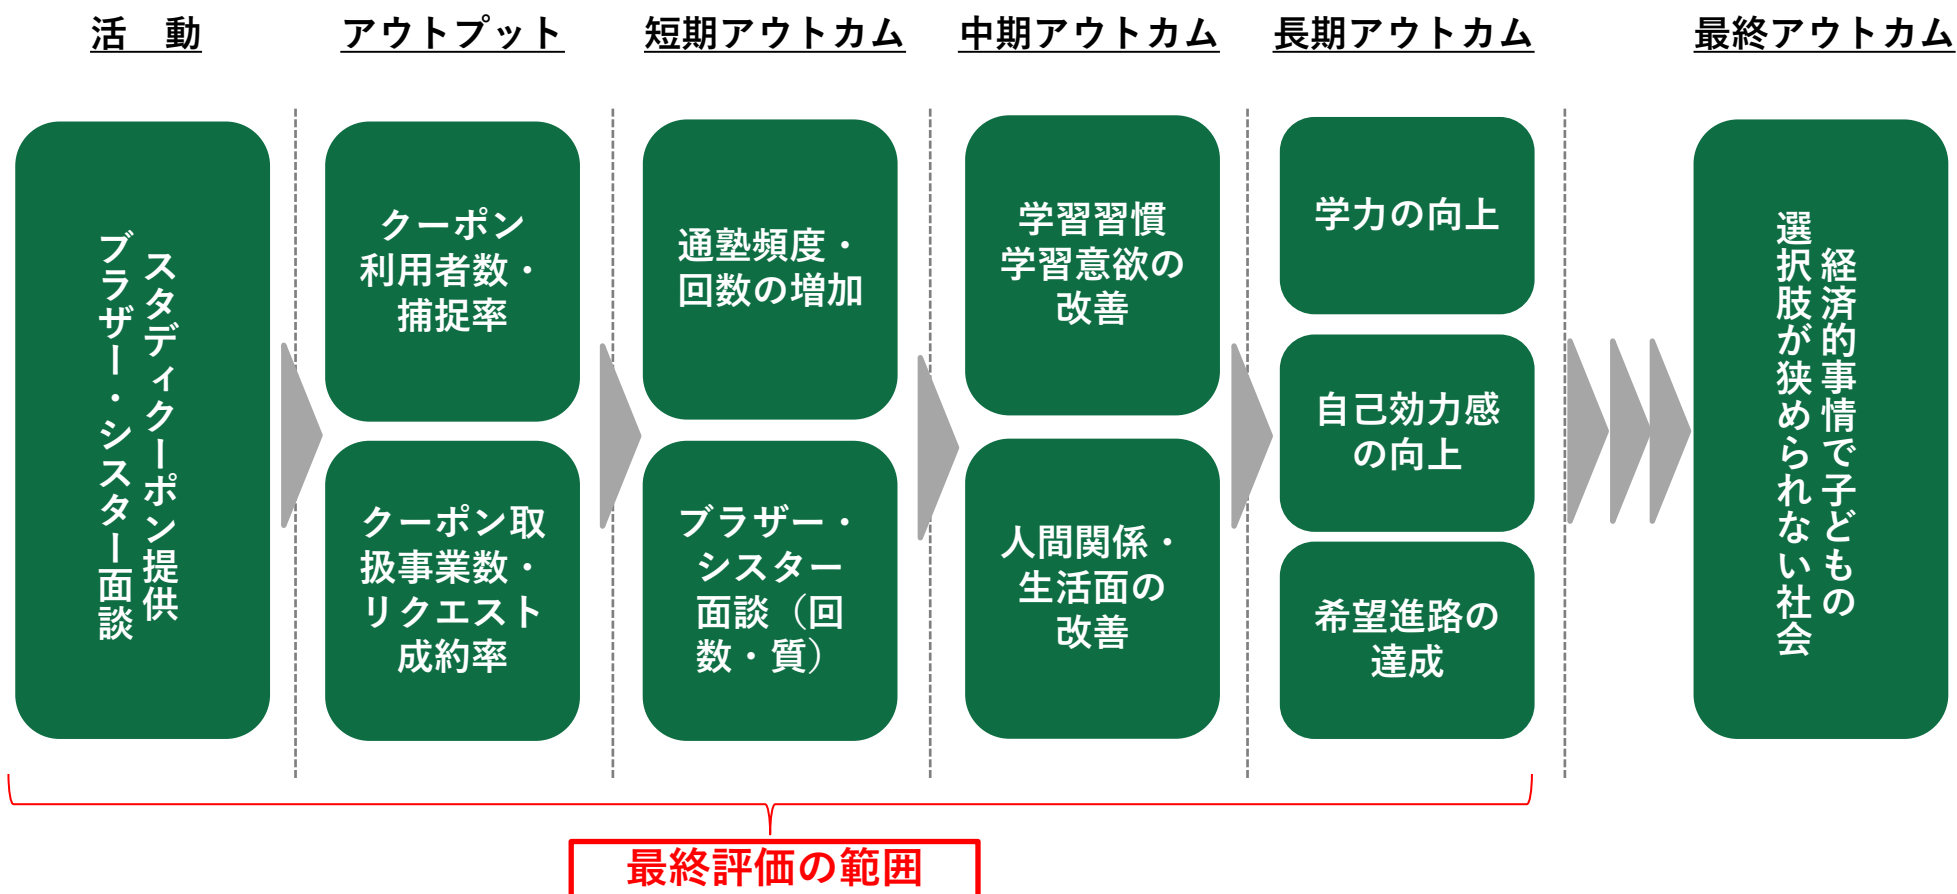 活　動
アウトプット
短期アウトカム
中期アウトカム
長期アウトカム
最終アウトカム
スタディクーポン提供
ブラザー・シスター面談
クーポン
利用者数・
捕捉率
クーポン取
扱事業数・
リクエスト
成約率
通塾頻度・
回数の増加
ブラザー・
シスター
面談（回
数・質）
学習習慣
学習意欲の
改善
人間関係・
生活面の
改善
学力の向上
自己効力感
の向上
希望進路の
達成
経済的事情で子どもの
選択肢が狭められない社会
最終評価の範囲